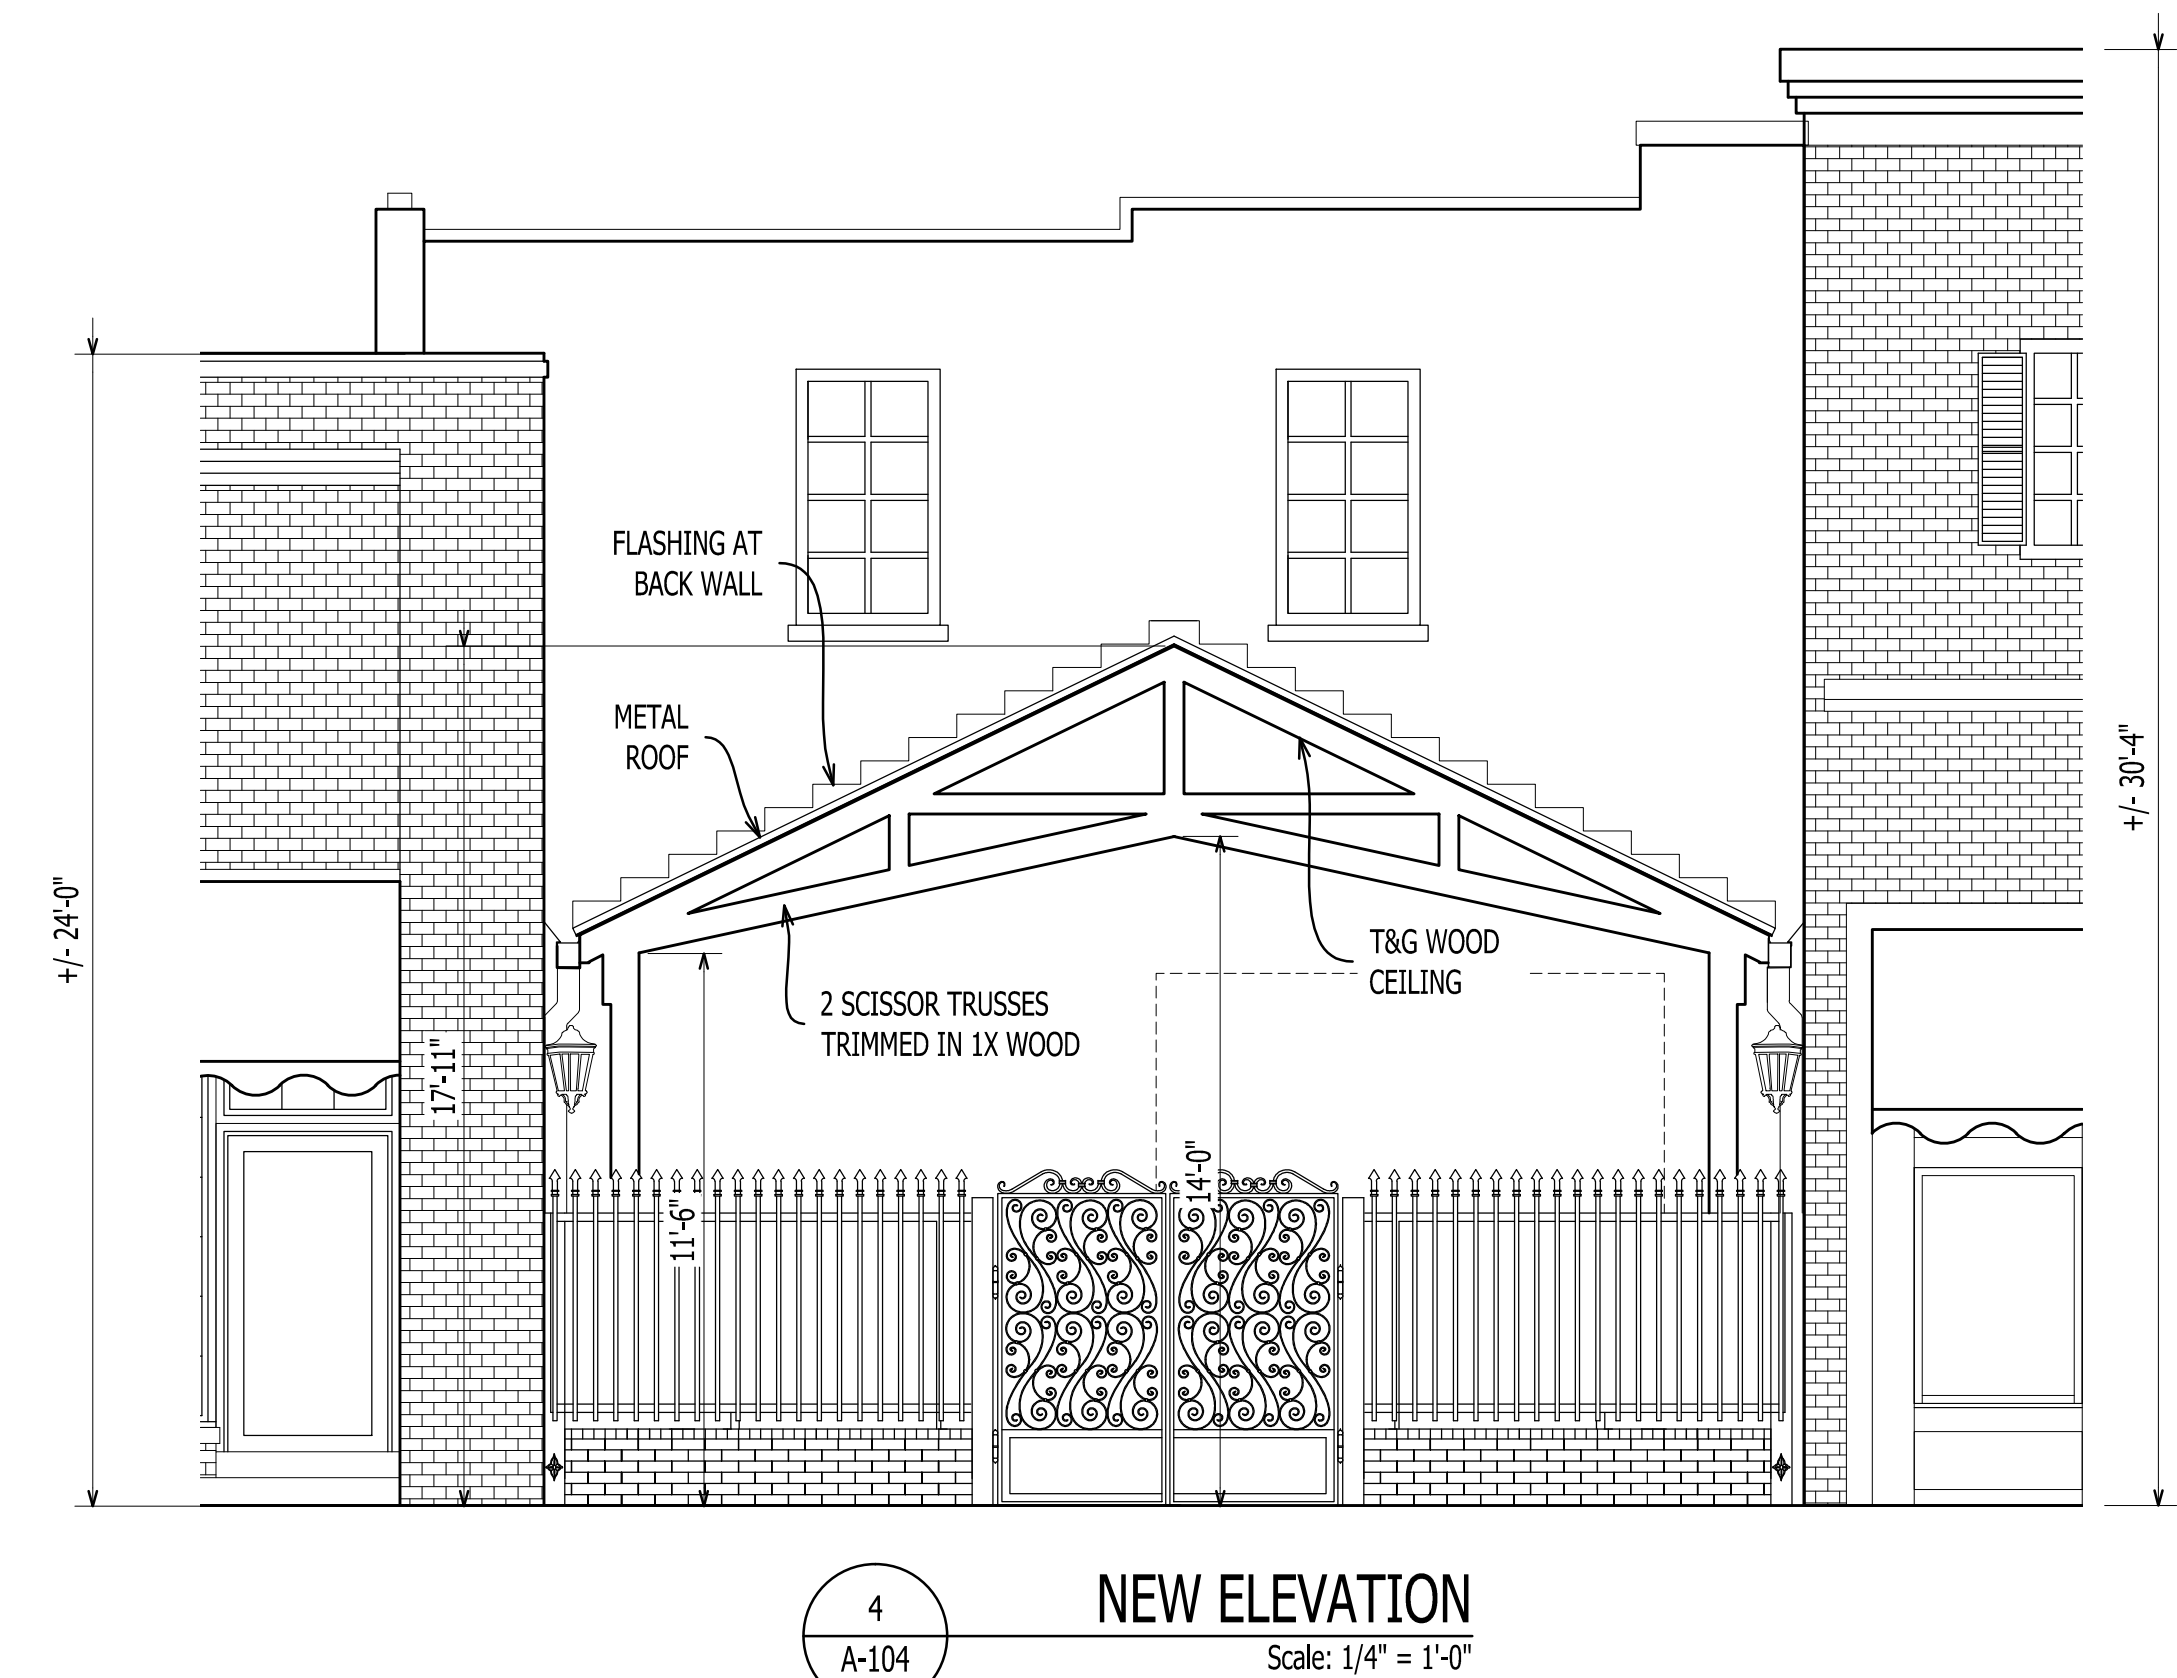 FLASHING AT
BACK WALL
METAL
ROOF
+/- 30'-4"
+/- 24'-0"
T&G WOOD
CEILING
2 SCISSOR TRUSSES
TRIMMED IN 1X WOOD
17'-11"
14'-0"
11'-6"
4
A-104
NEW ELEVATION
Scale: 1/4" = 1'-0"